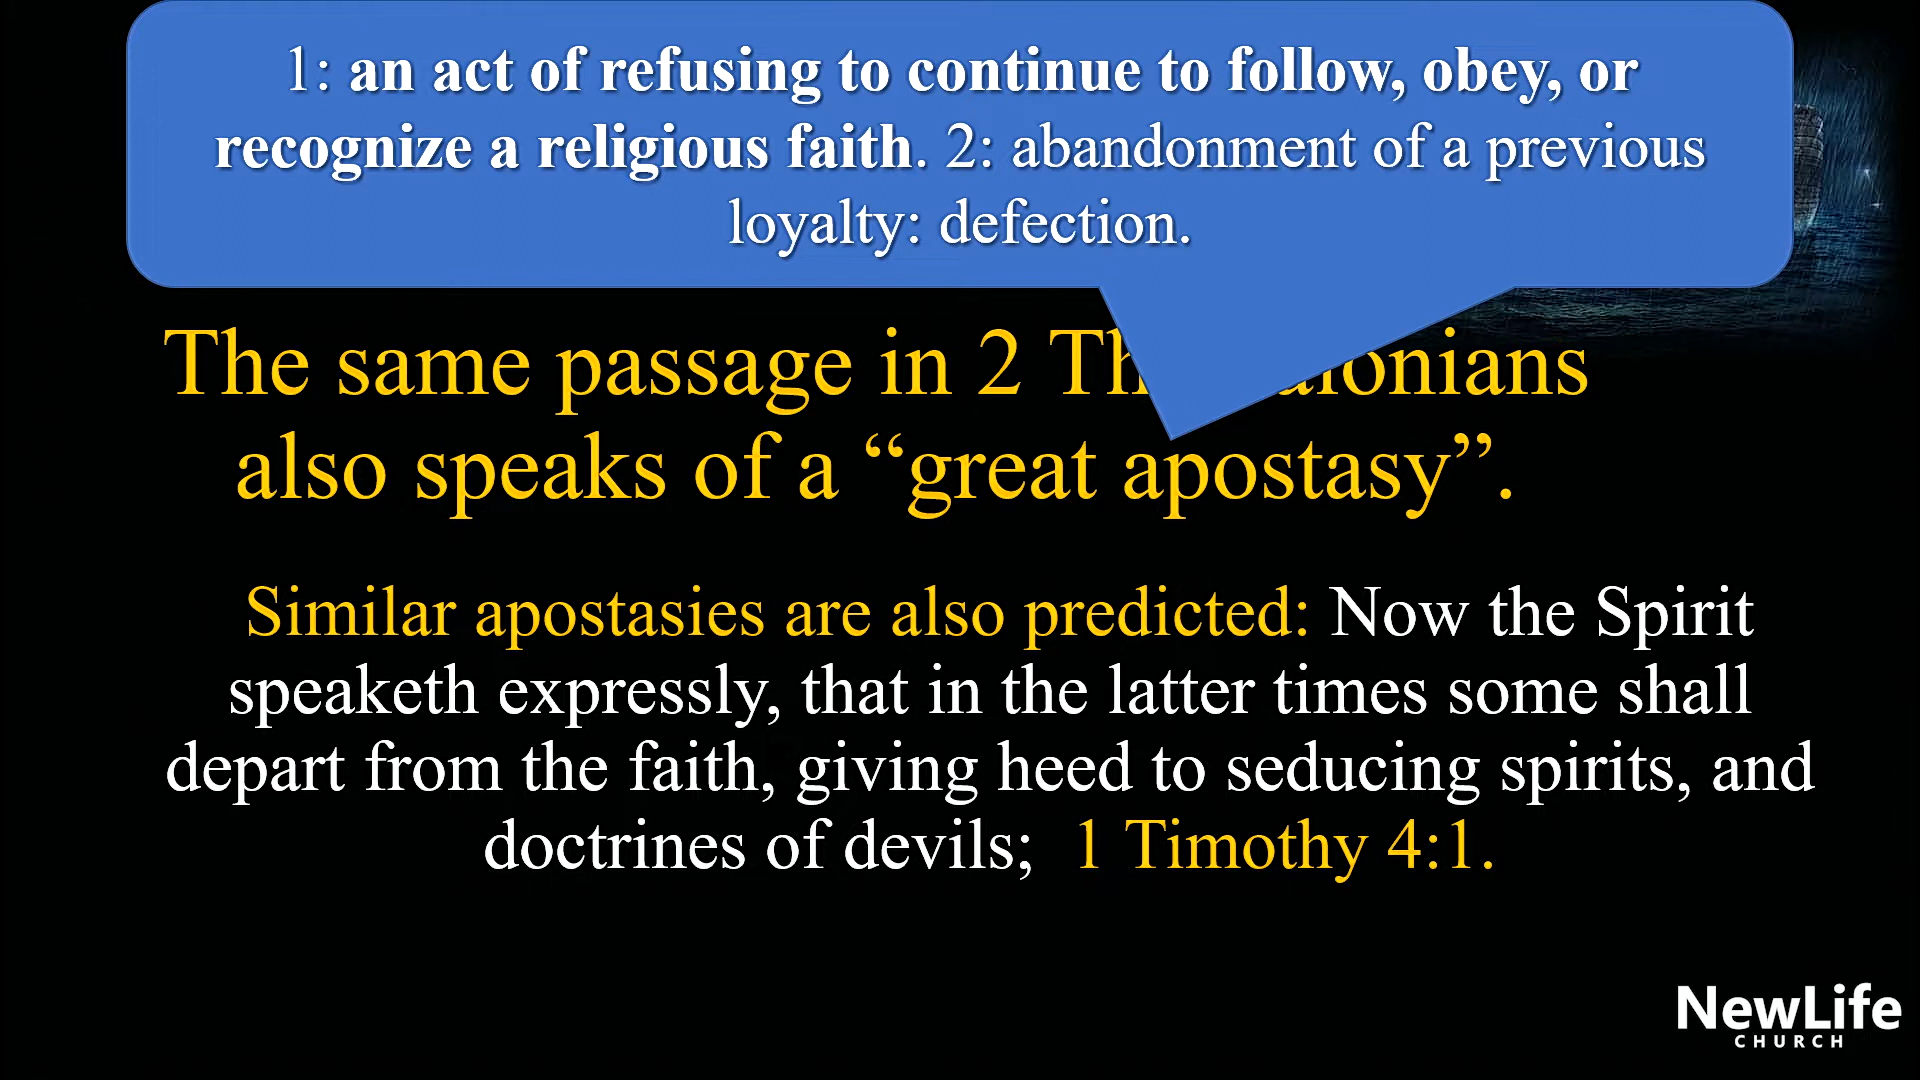 1: an act of refusing to continue to follow, obey, or
recognize a religious faith. 2: abandonment of a previous
loyalty: defection.
The same passage in 2
also speaks of a “great apostasy”.
Similar apostasies are also predicted: Now the Spirit
speaketh expressly, that in the latter times some shall
depart from the faith, giving heed to seducing spirits, and
doctrines of devils;  1 Timothy 4:1.
NewLife
CHURCH